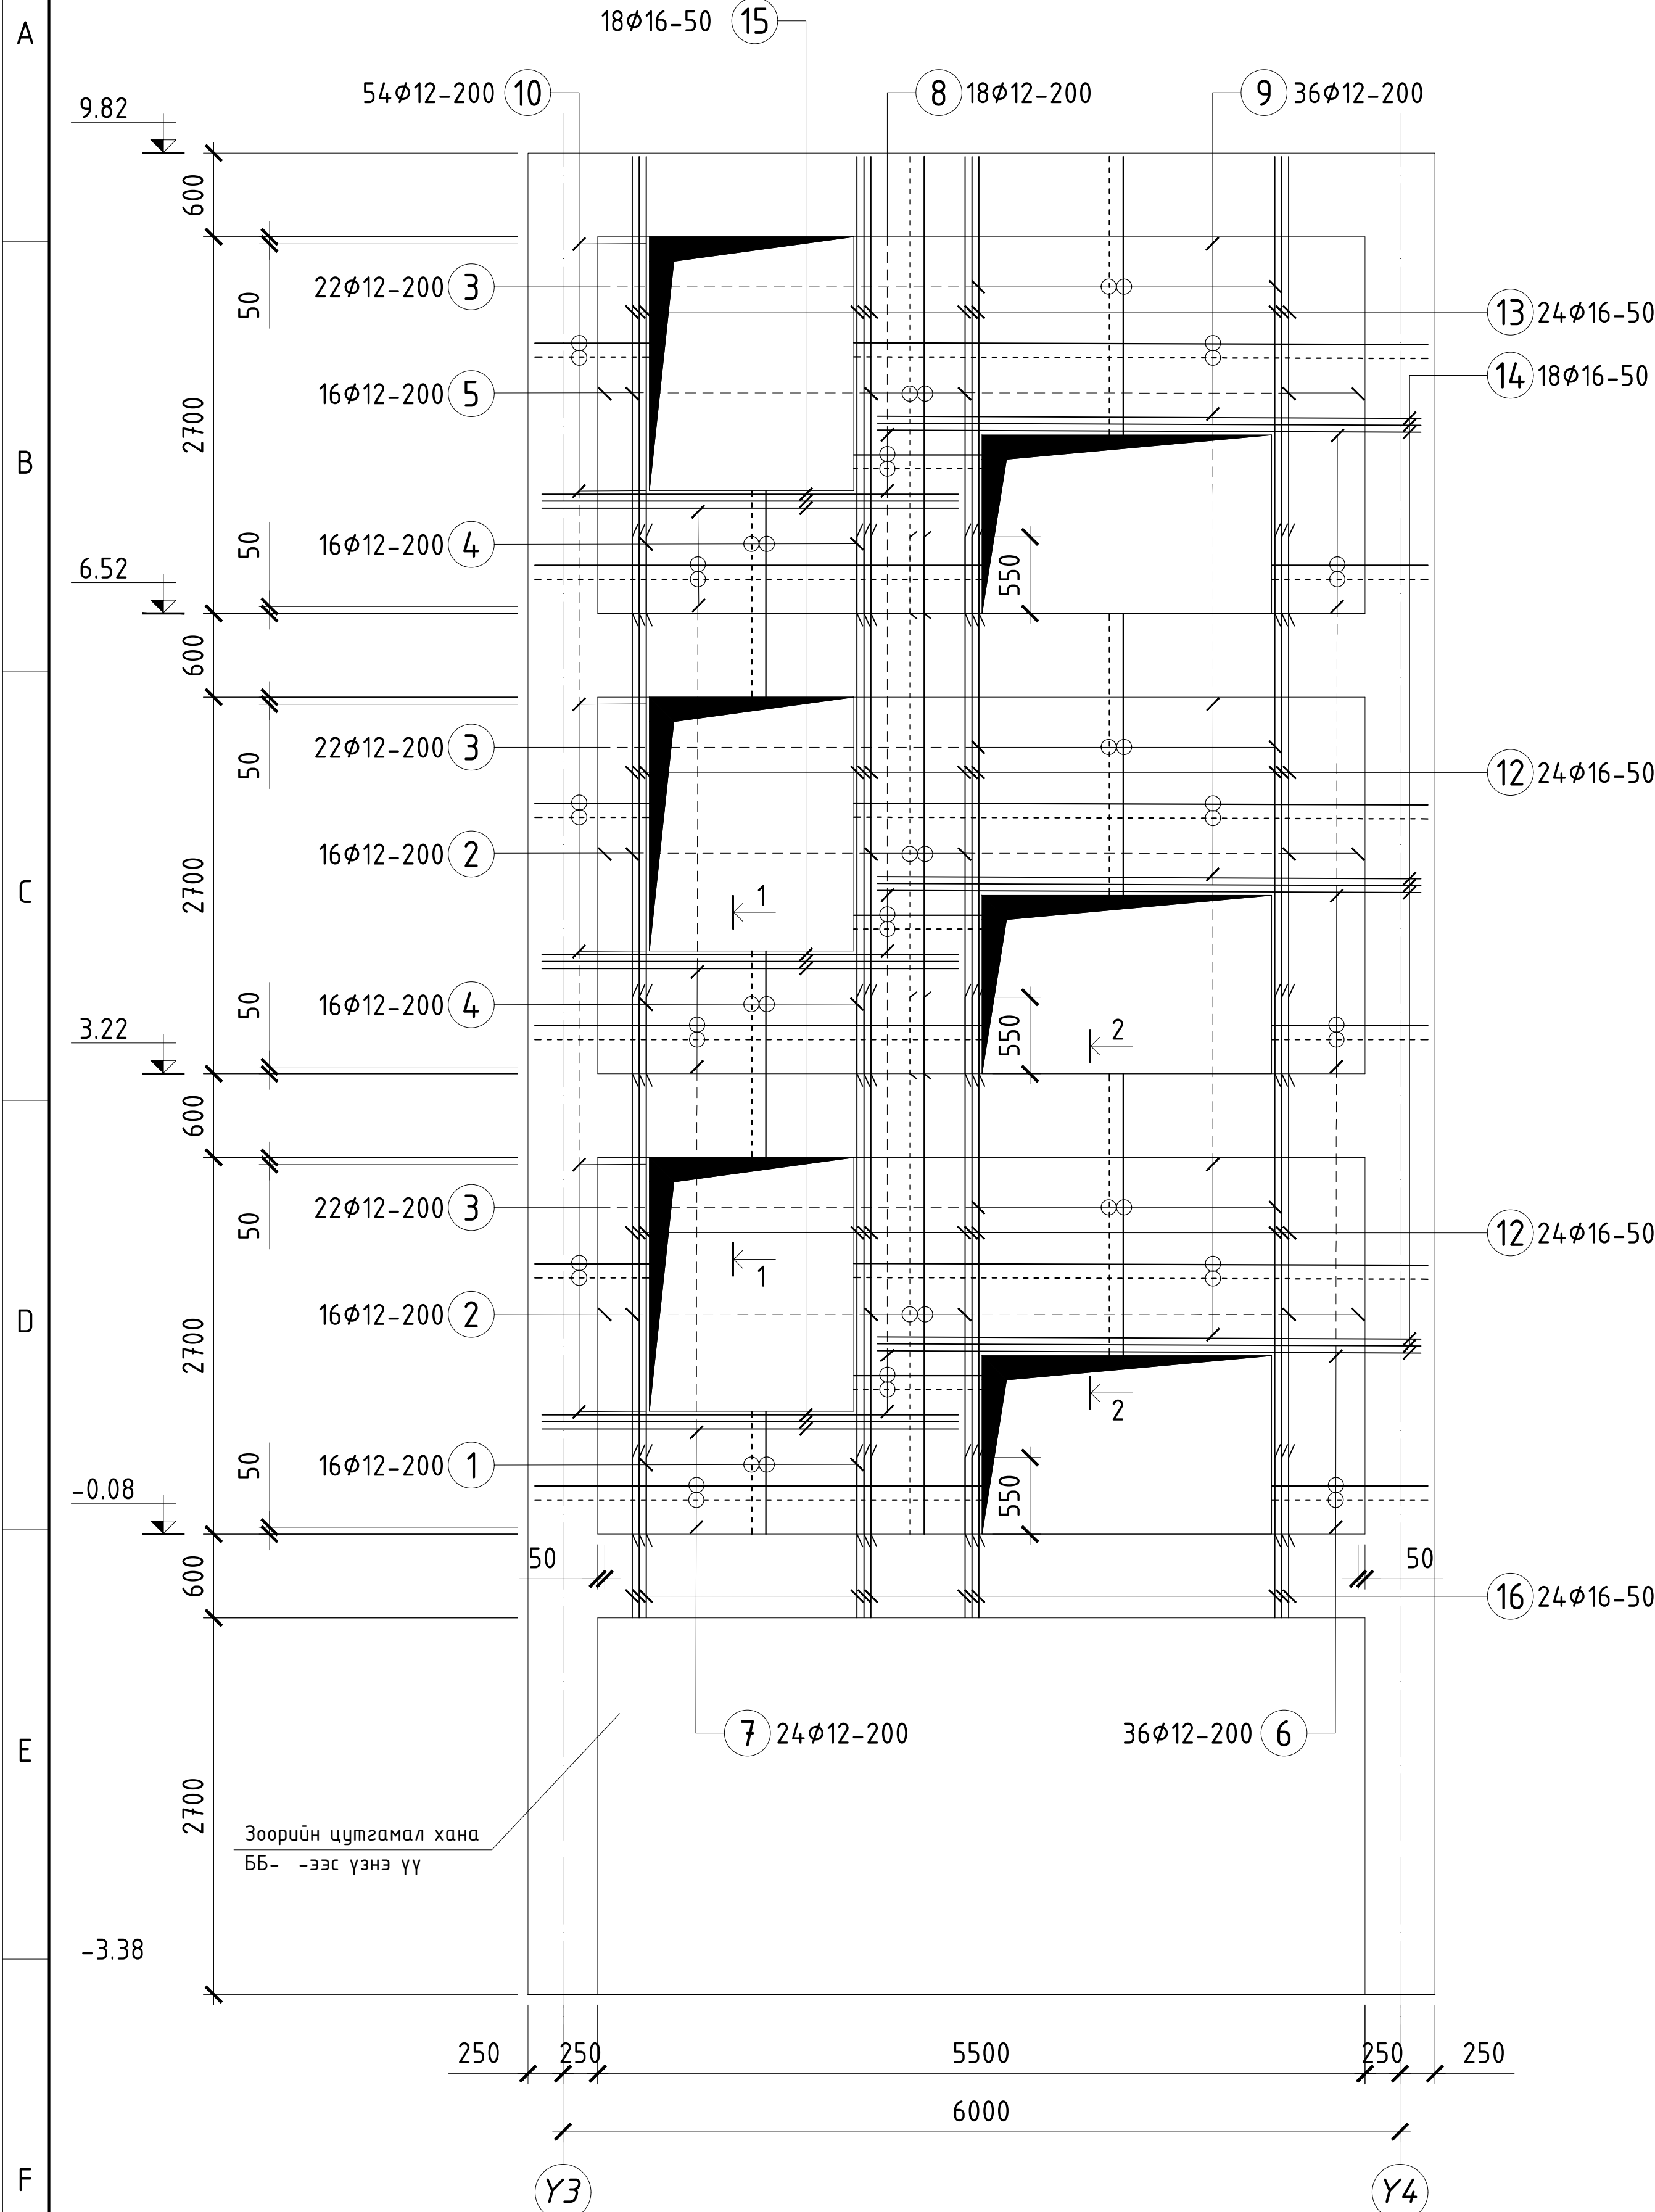 A
18Ø16-50 15
54Ø12-200 10
8 18Ø12-200
9 36Ø12-200
9.82
600
50
22Ø12-200 3
13 24Ø16-50
14 18Ø16-50
16Ø12-200 5
2700
B
50
16Ø12-200 4
550
6.52
600
22Ø12-200 3
50
12 24Ø16-50
16Ø12-200 2
2700
C
1
50
16Ø12-200 4
550
2
3.22
600
22Ø12-200 3
50
12 24Ø16-50
1
16Ø12-200 2
D
2700
2
50
16Ø12-200 1
550
-0.08
50
50
600
16 24Ø16-50
7 24Ø12-200
36Ø12-200 6
E
2700
Зоорийн цутгамал хана
ББ- -ээс үзнэ үү
-3.38
250 250 5500 250 250
6000
F
Y3 Y4